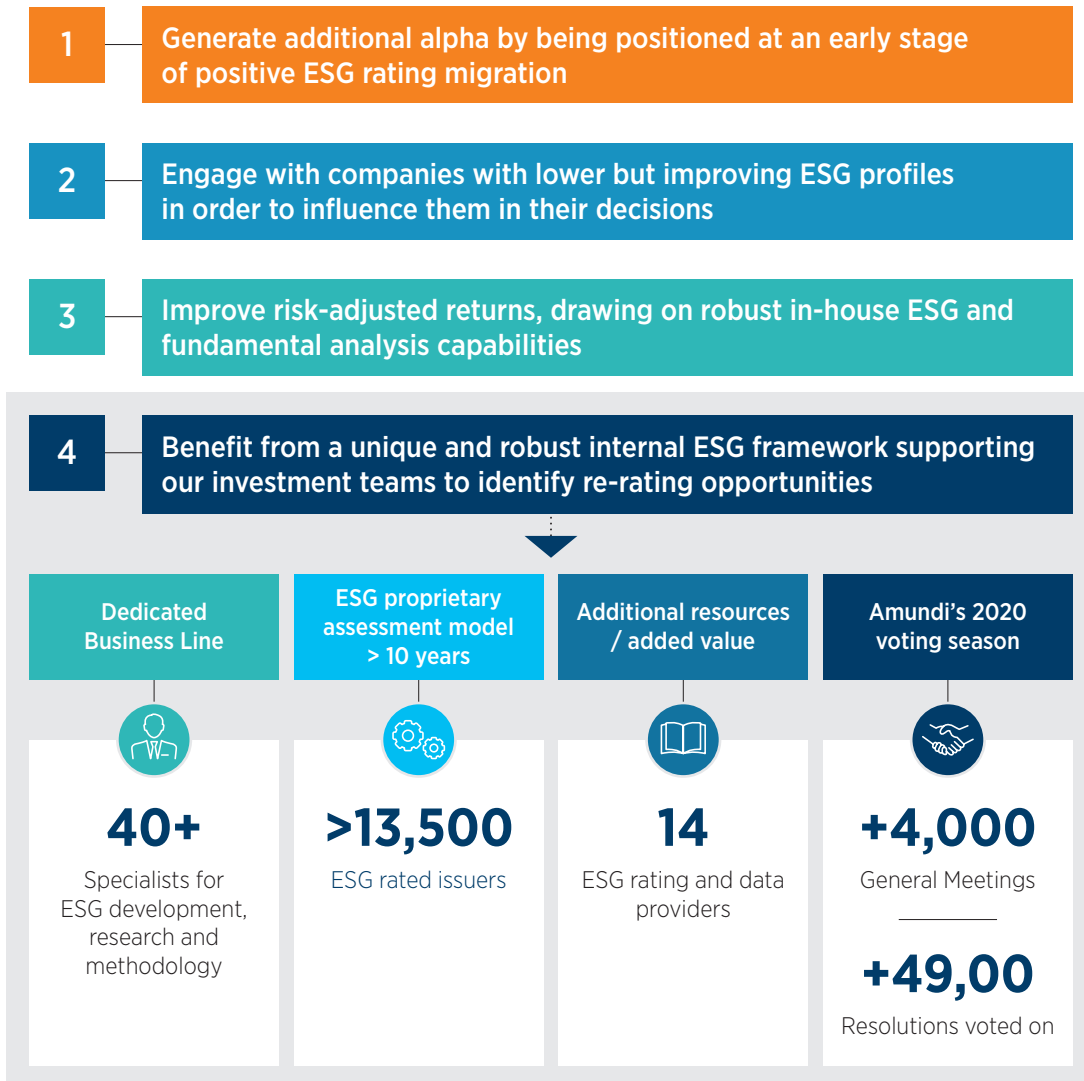 1
Generate additional alpha by being positioned at an early stage
of positive ESG rating migration
2
Engage with companies with lower but improving ESG profiles
in order to influence them in their decisions
3
Improve risk-adjusted returns, drawing on robust in-house ESG and
fundamental analysis capabilities
4
Benefit from a unique and robust internal ESG framework supporting
our investment teams to identify re-rating opportunities
Dedicated
Business Line
40+
Specialists for
ESG development,
research and
methodology
ESG proprietary
assessment model
> 10 years
>13,500
ESG rated issuers
Additional resources
/ added value
14
ESG rating and data
providers
Amundi's 2020
voting season
+4,000
General Meetings
+49,00
Resolutions voted on